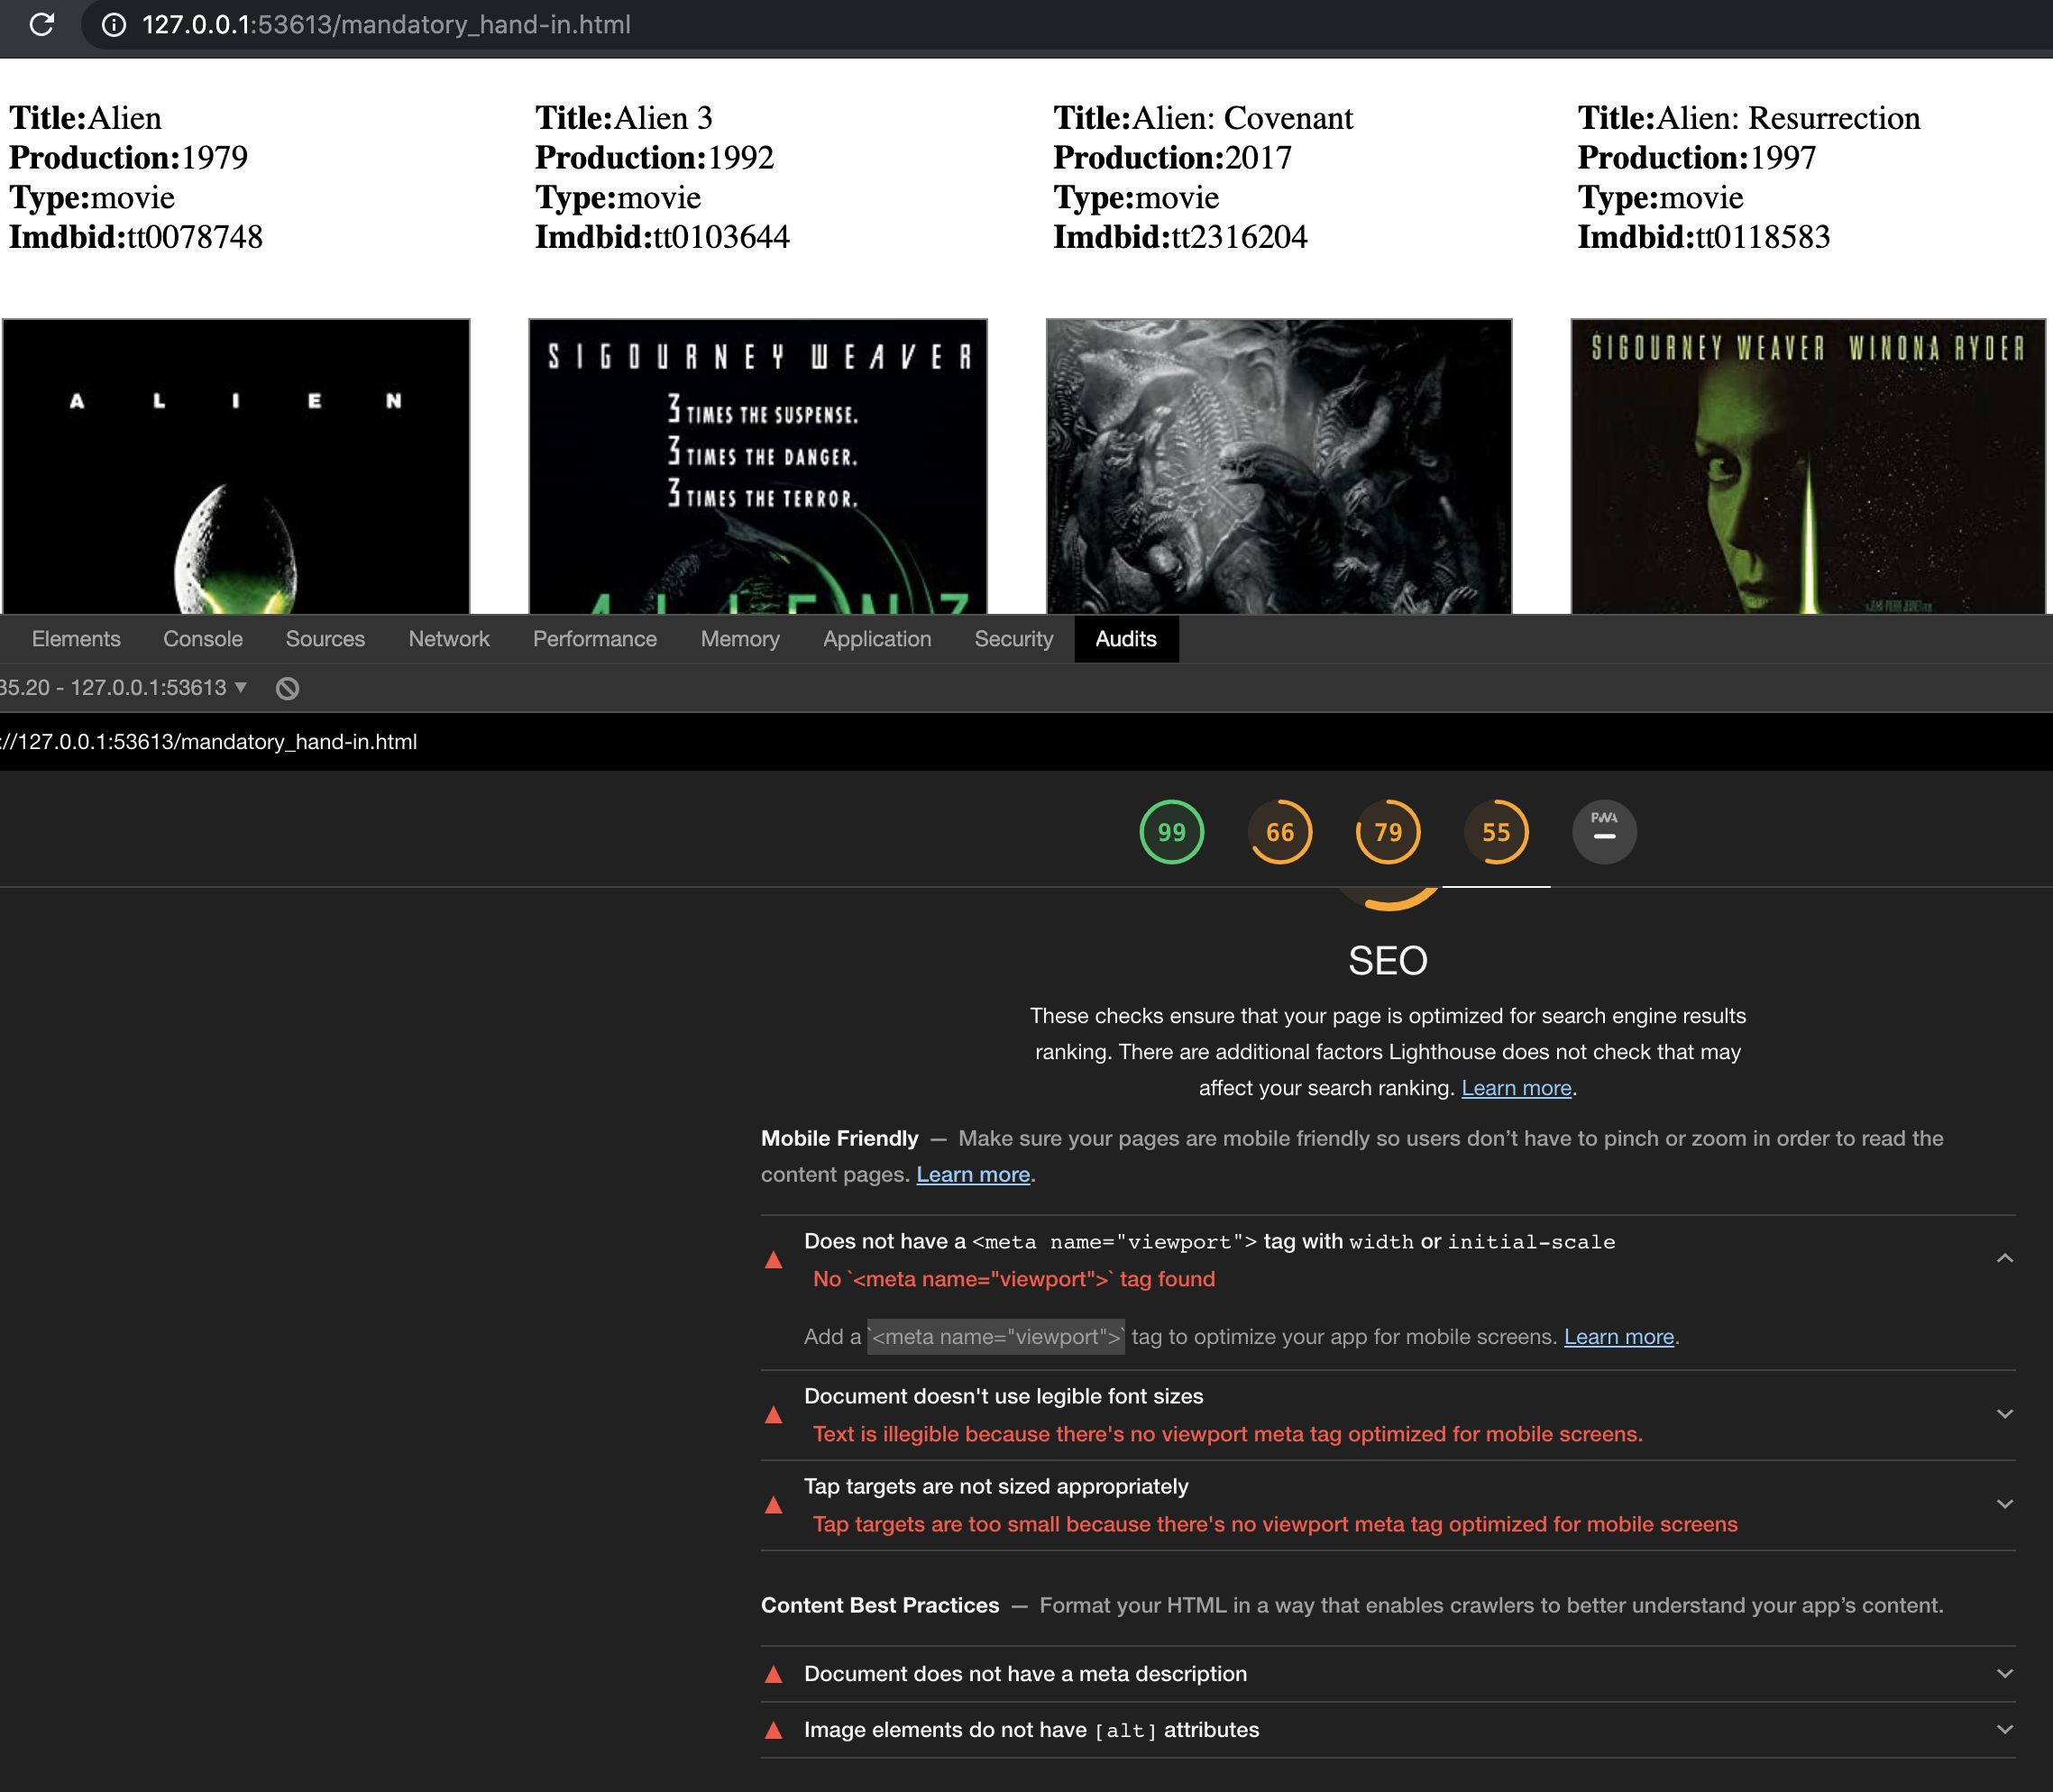 127.0.0.1:53613/mandatory_hand-in.html
Title:Alien
Production:1979
Type:movie
Imdbid:tt0078748
Title:Alien 3
Production:1992
Type:movie
Imdbid:tt0103644
Title:Alien: Covenant
Production:2017
Type:movie
Imdbid:tt2316204
Title:Alien: Resurrection
Production:1997
Type:movie
Imdbid:tt0118583
A L I E N
SIGOURNEY WEAVER
3 TIMES THE SUSPENSE.
3 TIMES THE DANGER.
3 TIMES THE TERROR.
ALIEN3
SIGOURNEY WEAVER WINONA RYDER
Elements Console Sources Network Performance Memory Application Security Audits
35.20 - 127.0.0.1:53613
://127.0.0.1:53613/mandatory_hand-in.html
99 66 79 55 PWA
SEO
These checks ensure that your page is optimized for search engine results
ranking. There are additional factors Lighthouse does not check that may
affect your search ranking. Learn more.
Mobile Friendly — Make sure your pages are mobile friendly so users don’t have to pinch or zoom in order to read the
content pages. Learn more.
Does not have a <meta name="viewport"> tag with width or initial-scale
No `<meta name="viewport">` tag found
Add a `<meta name="viewport">` tag to optimize your app for mobile screens. Learn more.
Document doesn't use legible font sizes
Text is illegible because there's no viewport meta tag optimized for mobile screens.
Tap targets are not sized appropriately
Tap targets are too small because there's no viewport meta tag optimized for mobile screens
Content Best Practices — Format your HTML in a way that enables crawlers to better understand your app’s content.
Document does not have a meta description
Image elements do not have [alt] attributes